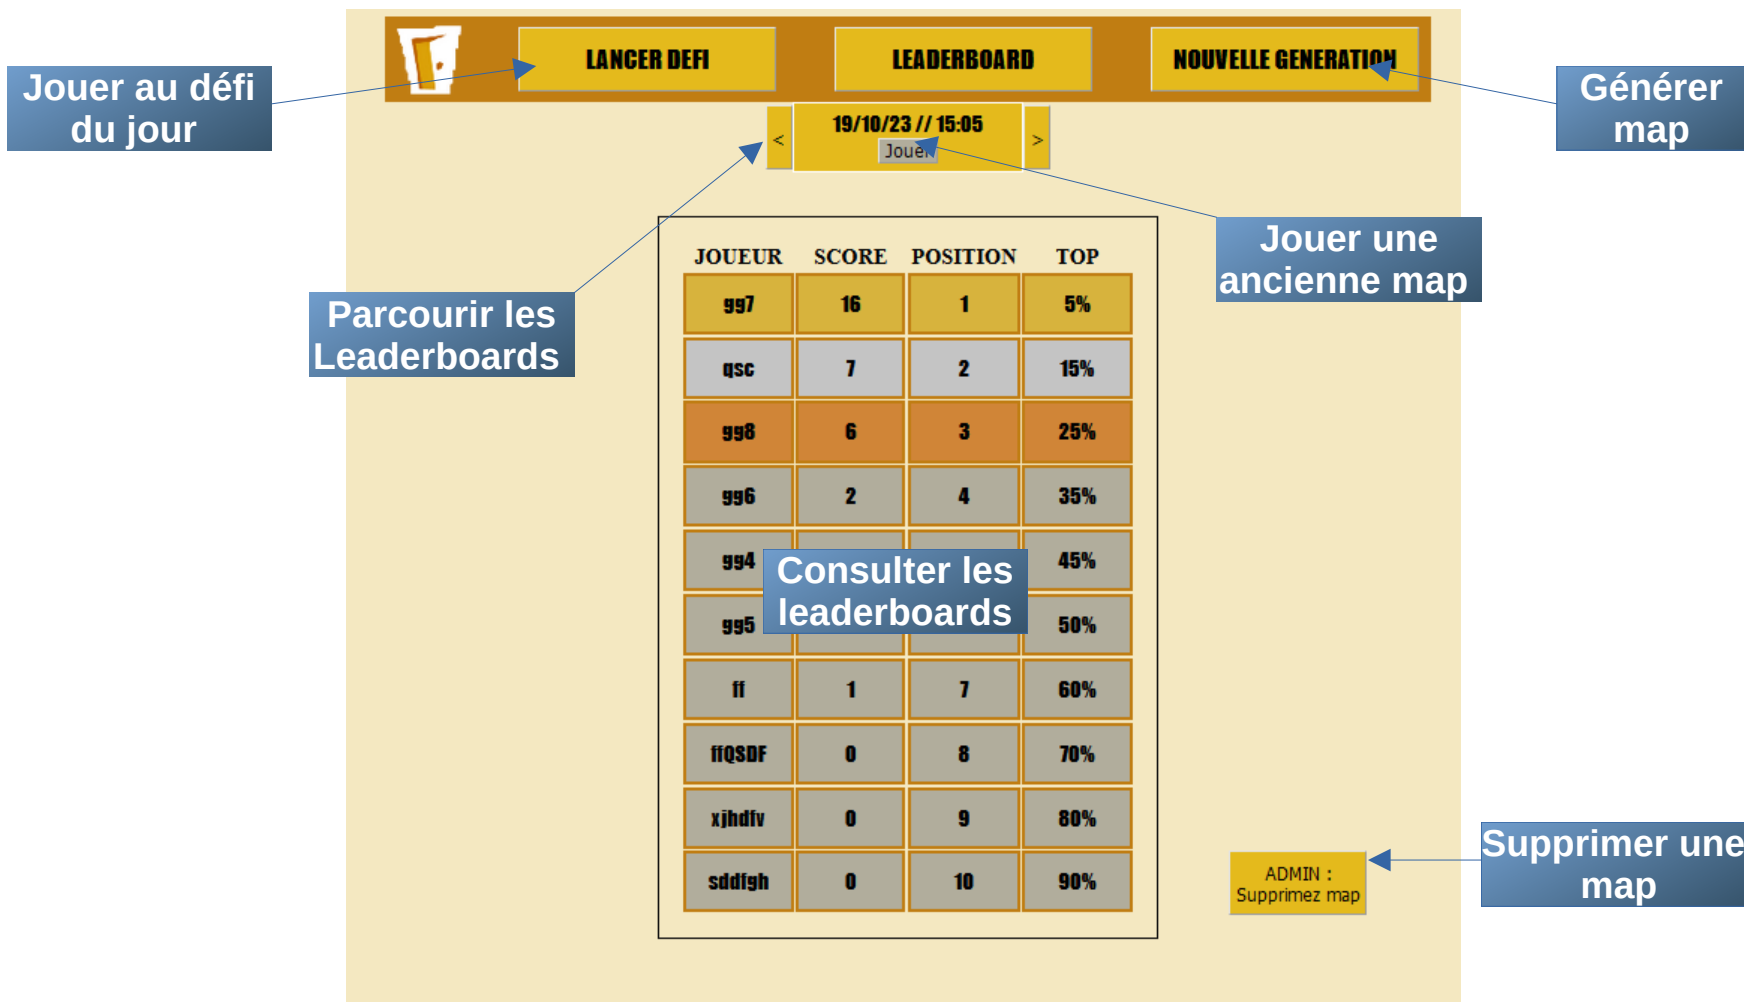 LANCER DEFI LEADERBOARD NOUVELLE GENERATION
Jouer au défi
du jour
Générer
map
19/10/23 // 15:05
< >
Jouer
Jouer une
ancienne map
JOUEUR SCORE POSITION TOP
gg7 16 1 5%
Parcourir les
Leaderboards
qsc 7 2 15%
gg8 6 3 25%
gg6 2 4 35%
gg4 45%
Consulter les
leaderboards
gg5 50%
ff 1 7 60%
ffQSDF 0 8 70%
xjhdfv 0 9 80%
sddfgh 0 10 90%
Supprimer une
map
ADMIN :
Supprimez map